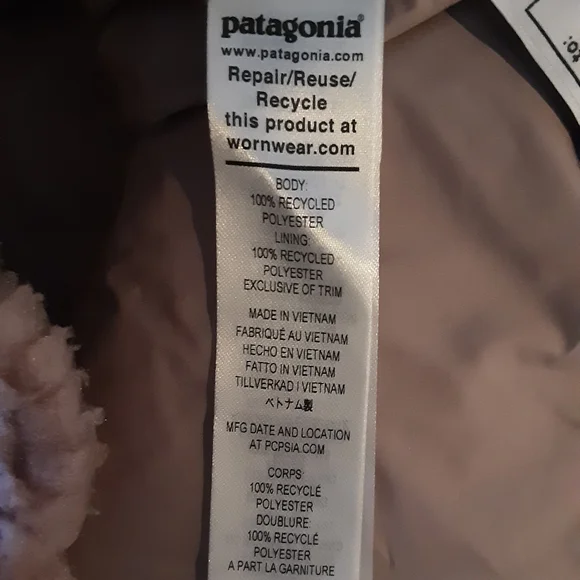 patagonia®
www.patagonia.com
Repair/Reuse/
Recycle
this product at
wornwear.com
BODY:
100% RECYCLED
POLYESTER
LINING:
100% RECYCLED
POLYESTER
EXCLUSIVE OF TRIM
MADE IN VIETNAM
FABRIQUÉ AU VIETNAM
HECHO EN VIETNAM
FATTO IN VIETNAM
TILLVERKAD I VIETNAM
ベトナム製
MFG DATE AND LOCATION
AT PCPSIA.COM
CORPS:
100% RECYCLÉ
POLYESTER
DOUBLURE:
100% RECYCLÉ
POLYESTER
A PART LA GARNITURE
to: